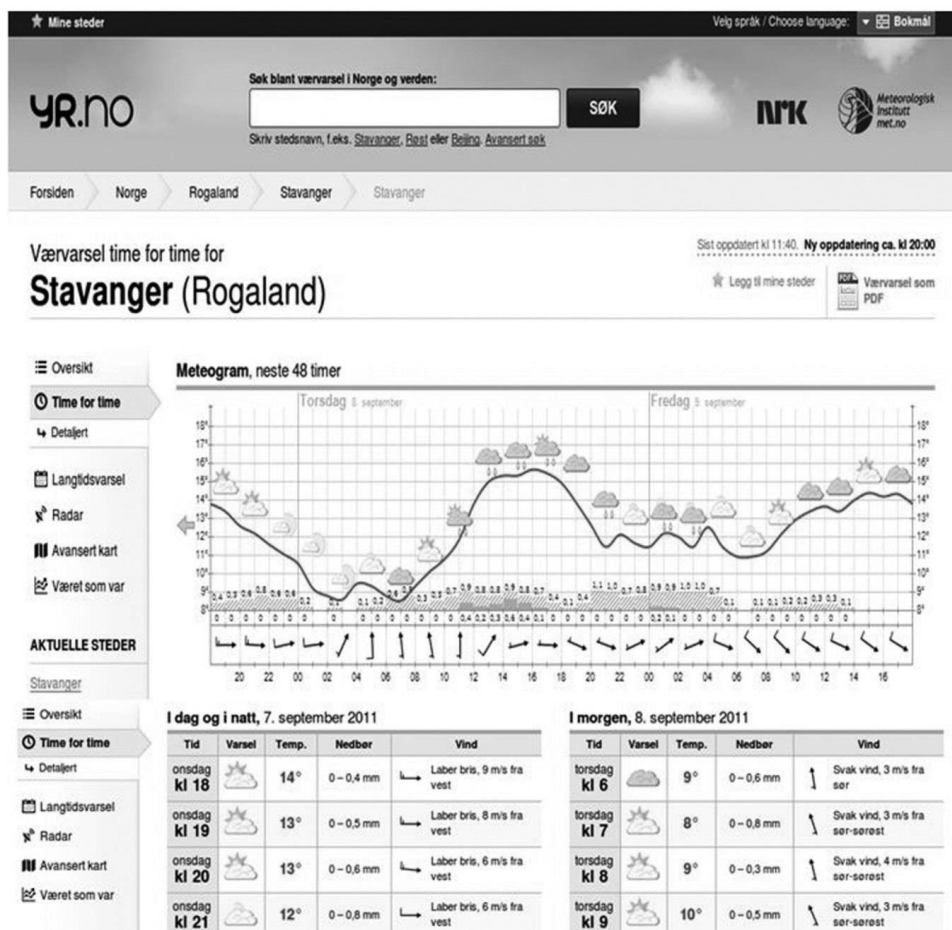 Mine steder
Velg språk / Choose language: Bokmål
Søk blant værvarsel i Norge og verden:
YR.no
SØK
NRK
Meteorologisk
Institutt
met.no
Skriv stedsnavn, f.eks. Stavanger, Røst eller Beijing. Avansert søk
Forsiden Norge Rogaland Stavanger Stavanger
Sist oppdatert kl 11:40. Ny oppdatering ca. kl 20:00
Værvarsel time for time for
Stavanger (Rogaland)
Legg til mine steder
PDF
Værvarsel som
PDF
Oversikt
Time for time
Detaljert
Langtidsvarsel
Radar
Avansert kart
Været som var
AKTUELLE STEDER
Stavanger
Meteogram, neste 48 timer
Torsdag 8. september Fredag 9. september
18° 18°
17° 17°
16° 16°
15° 15°
14° 14°
13° 13°
12° 12°
11° 11°
10° 10°
9° 9°
8° 8°
20 22 00 02 04 06 08 10 12 14 16 18 20 22 00 02 04 06 08 10 12 14 16
Oversikt
Time for time
Detaljert
Langtidsvarsel
Radar
Avansert kart
Været som var
I dag og i natt, 7. september 2011
Tid Varsel Temp. Nedbør Vind
onsdag
kl 18 14° 0 – 0,4 mm Laber bris, 9 m/s fra
vest
onsdag
kl 19 13° 0 – 0,5 mm Laber bris, 8 m/s fra
vest
onsdag
kl 20 13° 0 – 0,6 mm Laber bris, 6 m/s fra
vest
onsdag
kl 21 12° 0 – 0,8 mm Laber bris, 6 m/s fra
vest
I morgen, 8. september 2011
Tid Varsel Temp. Nedbør Vind
torsdag
kl 6 9° 0 – 0,6 mm Svak vind, 3 m/s fra
sør
torsdag
kl 7 8° 0 – 0,8 mm Svak vind, 3 m/s fra
sør-sørøst
torsdag
kl 8 9° 0 – 0,3 mm Svak vind, 4 m/s fra
sør-sørøst
torsdag
kl 9 10° 0 – 0,5 mm Svak vind, 3 m/s fra
sør-sørøst